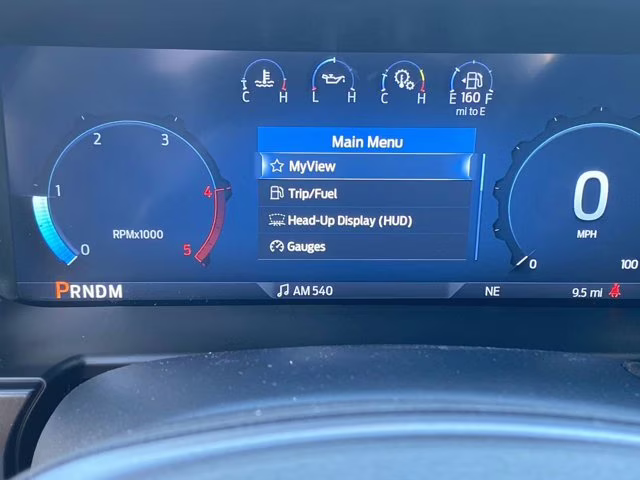 C H L H C H E 160 F
mi to E
Main Menu
MyView
Trip/Fuel
Head-Up Display (HUD)
Gauges
0 1 2 3 4 5
RPMx1000
0
MPH
0 100
PRNDM AM 540 NE 9.5 mi